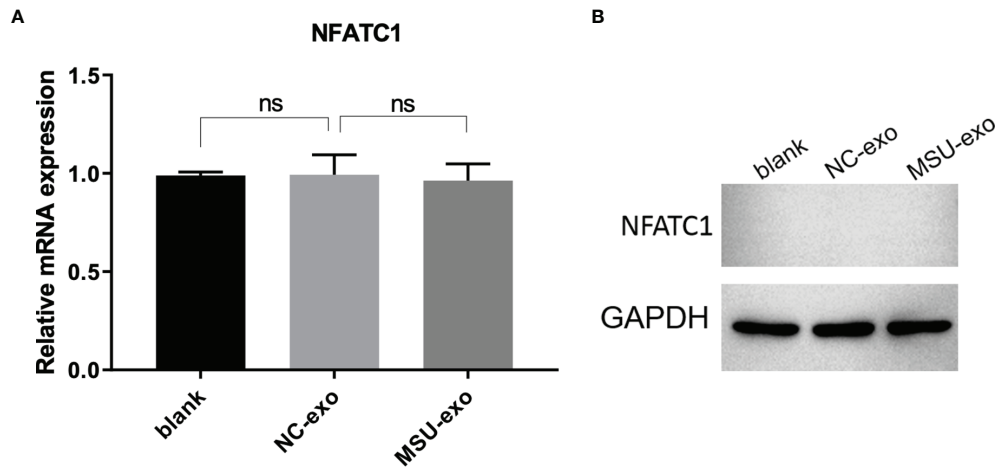 A
NFATC1
Relative mRNA expression
1.5
1.0
0.5
0.0
ns
ns
blank
NC-exo
MSU-exo
B
blank
NC-exo
MSU-exo
NFATC1
GAPDH